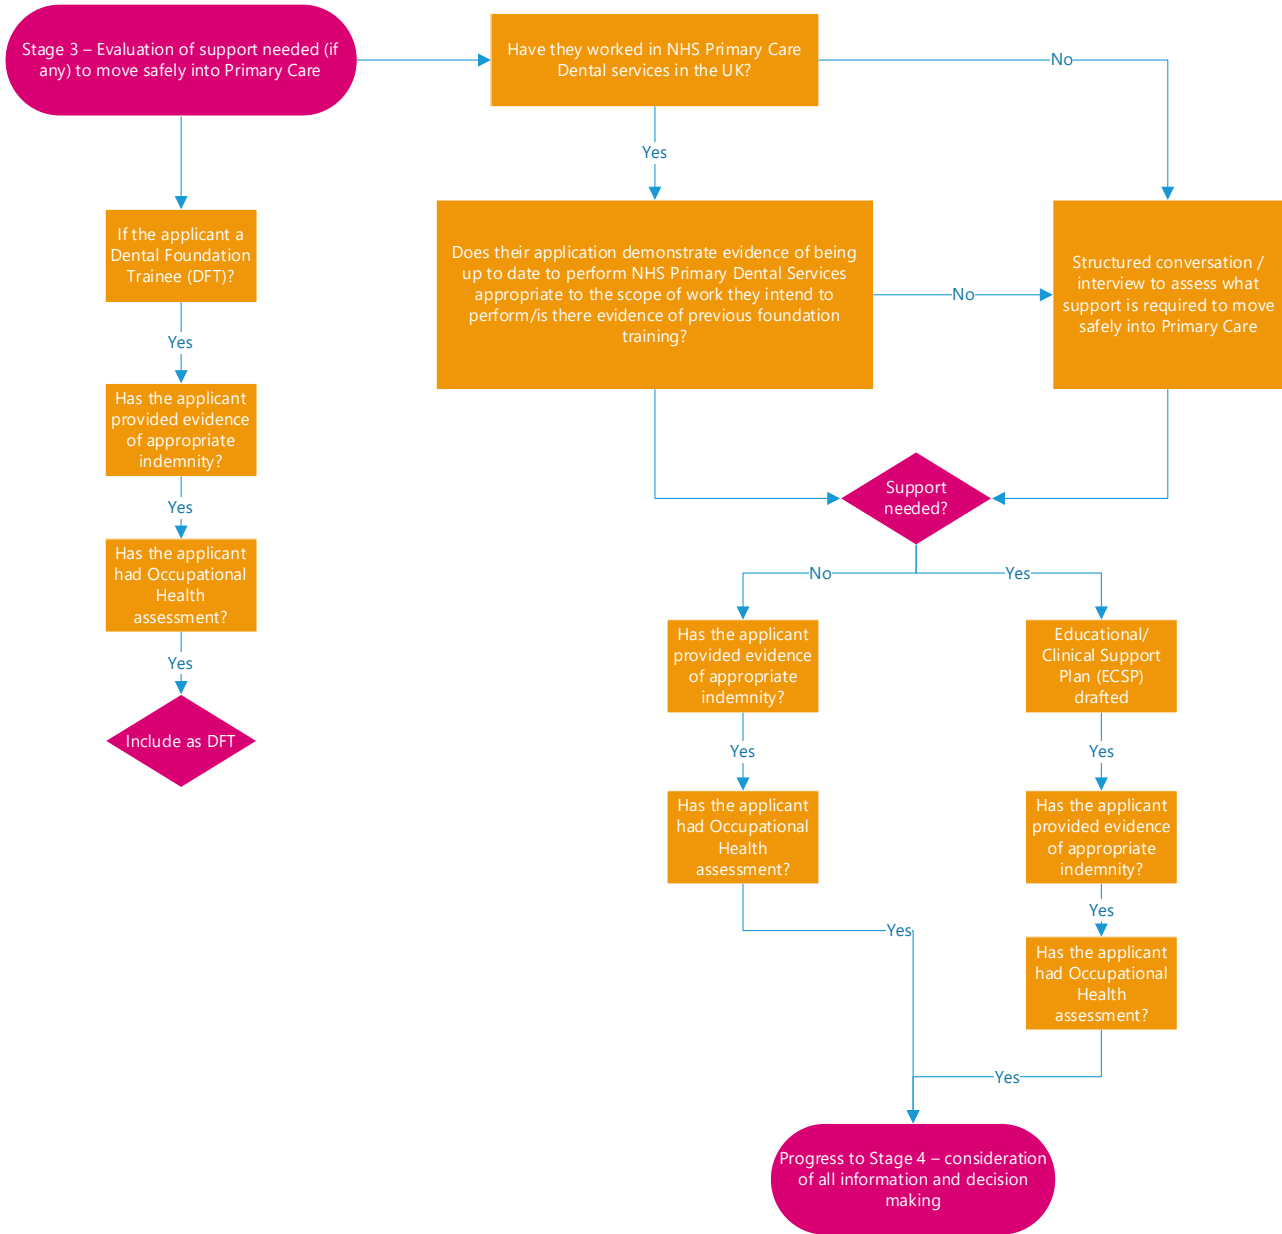 Stage 3 – Evaluation of support needed (if
any) to move safely into Primary Care
Have they worked in NHS Primary Care
Dental services in the UK?
No
Yes
If the applicant a
Dental Foundation
Trainee (DFT)?
Does their application demonstrate evidence of being
up to date to perform NHS Primary Dental Services
appropriate to the scope of work they intend to
perform/is there evidence of previous foundation
training?
No
Structured conversation /
interview to assess what
support is required to move
safely into Primary Care
Yes
Has the applicant
provided evidence
of appropriate
indemnity?
Yes
Has the applicant
had Occupational
Health
assessment?
Yes
Include as DFT
Support
needed?
No
Yes
Has the applicant
provided evidence
of appropriate
indemnity?
Educational/
Clinical Support
Plan (ECSP)
drafted
Yes
Yes
Has the applicant
had Occupational
Health
assessment?
Has the applicant
provided evidence
of appropriate
indemnity?
Yes
Yes
Has the applicant
had Occupational
Health
assessment?
Yes
Progress to Stage 4 – consideration
of all information and decision
making